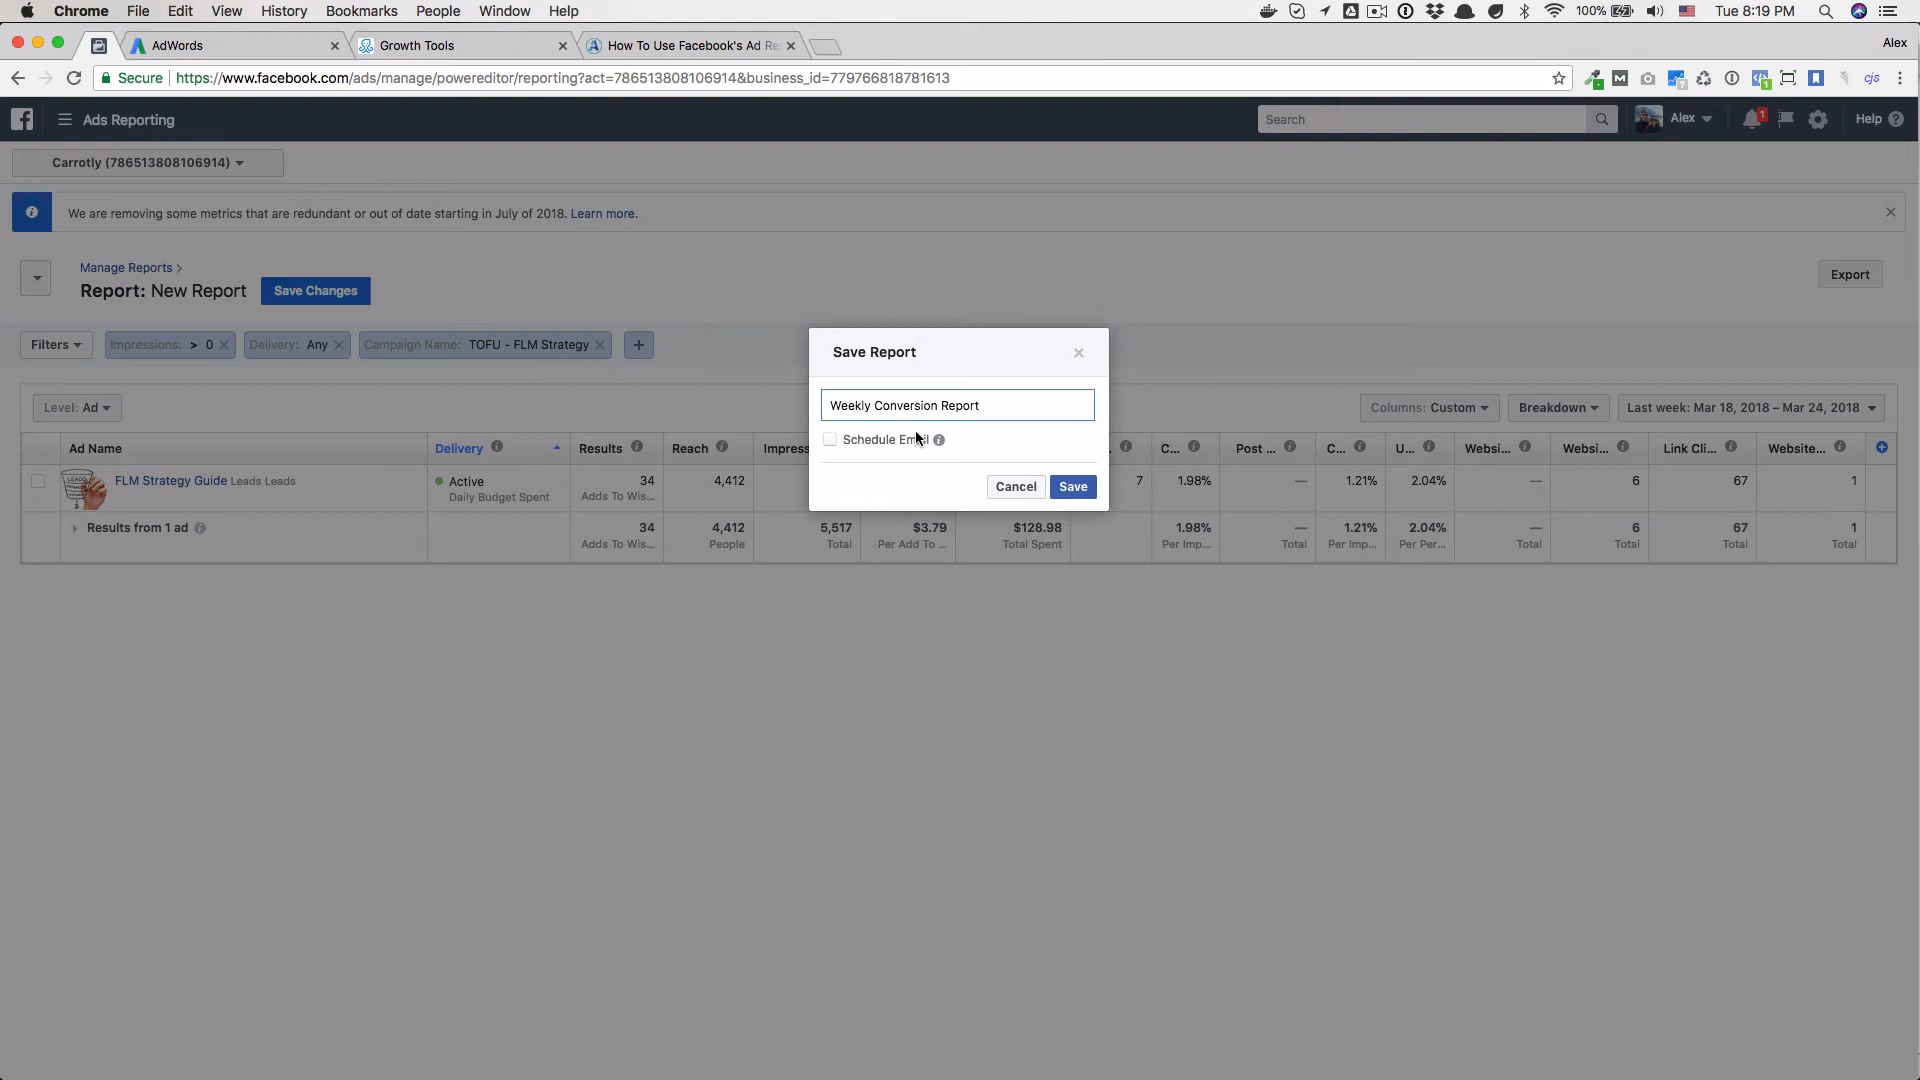 Chrome File Edit View History Bookmarks People Window Help 100% Tue 8:19 PM
AdWords Growth Tools How To Use Facebook's Ad Re Alex
Secure https://www.facebook.com/ads/manage/powereditor/reporting?act=786513808106914&business_id=779766818781613 cjs
Ads Reporting Search Alex 1 Help
Carrotly (786513808106914)
We are removing some metrics that are redundant or out of date starting in July of 2018. Learn more.
Manage Reports >
Report: New Report Save Changes Export
Filters Impressions: > 0 Delivery: Any Campaign Name: TOFU - FLM Strategy +
Save Report
Weekly Conversion Report
Schedule Email
Cancel Save
Level: Ad Columns: Custom Breakdown Last week: Mar 18, 2018 – Mar 24, 2018
Ad Name Delivery Results Reach Impress C... Post ... C... U... Websi... Websi... Link Cli... Website...
FLM Strategy Guide Leads Leads Active 34 4,412 7 1.98% — 1.21% 2.04% — 6 67 1
Daily Budget Spent Adds To Wis...
Results from 1 ad 34 4,412 5,517 $3.79 $128.98 1.98% — 1.21% 2.04% — 6 67 1
Adds To Wis... People Total Per Add To ... Total Spent Per Imp... Total Per Imp... Per Per... Total Total Total Total